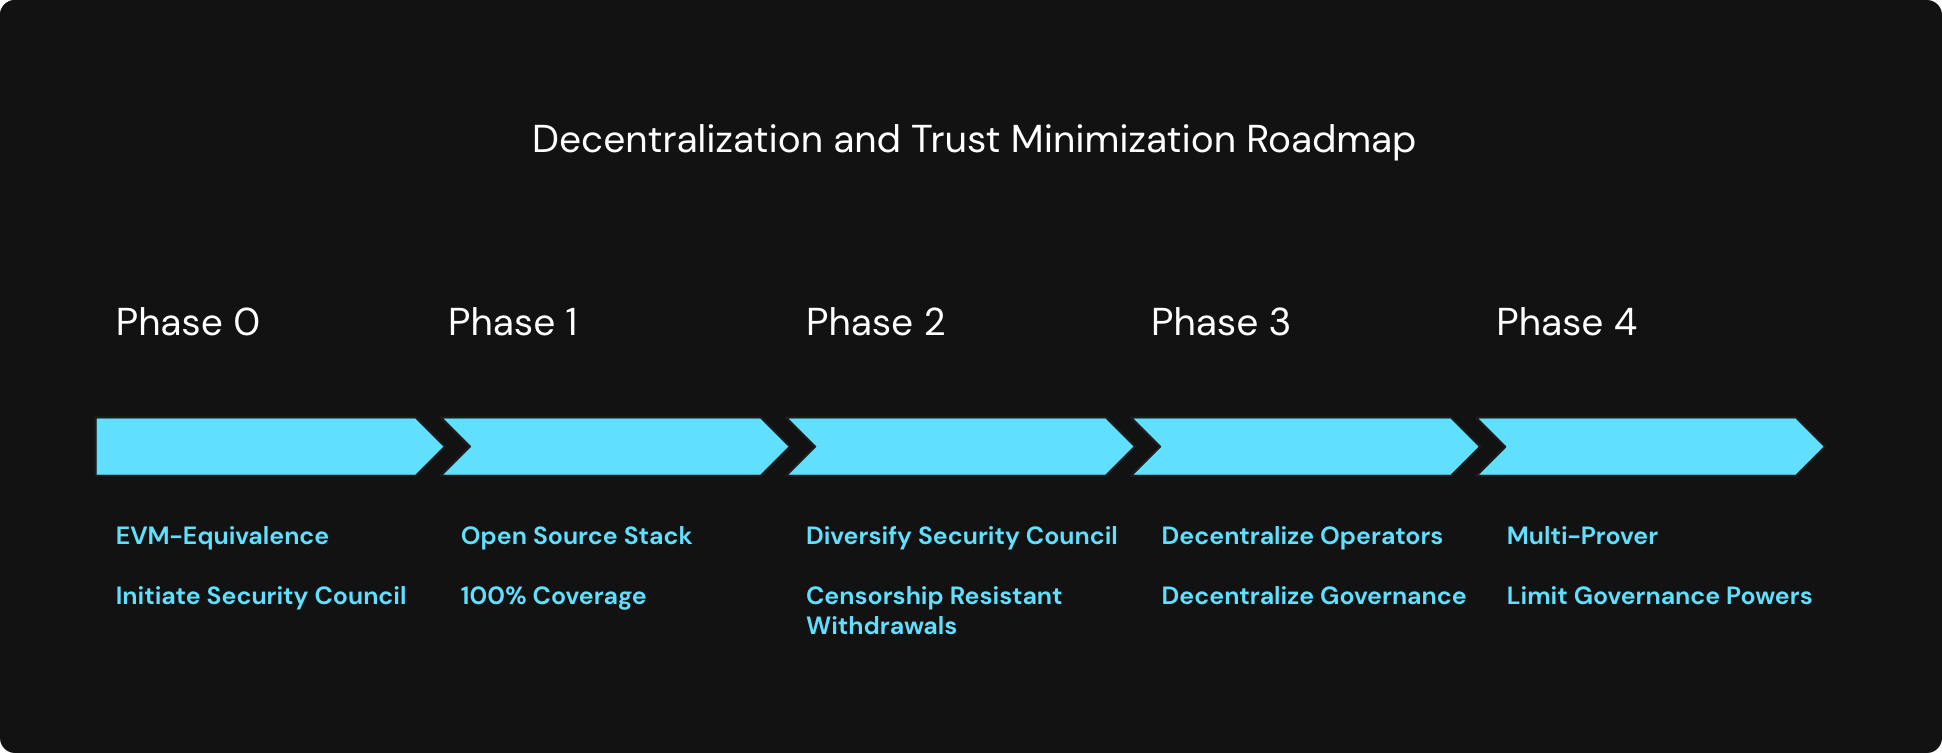 Decentralization and Trust Minimization Roadmap
Phase 0
Phase 1
Phase 2
Phase 3
Phase 4
EVM-Equivalence
Initiate Security Council
Open Source Stack
100% Coverage
Diversify Security Council
Censorship Resistant
Withdrawals
Decentralize Operators
Decentralize Governance
Multi-Prover
Limit Governance Powers